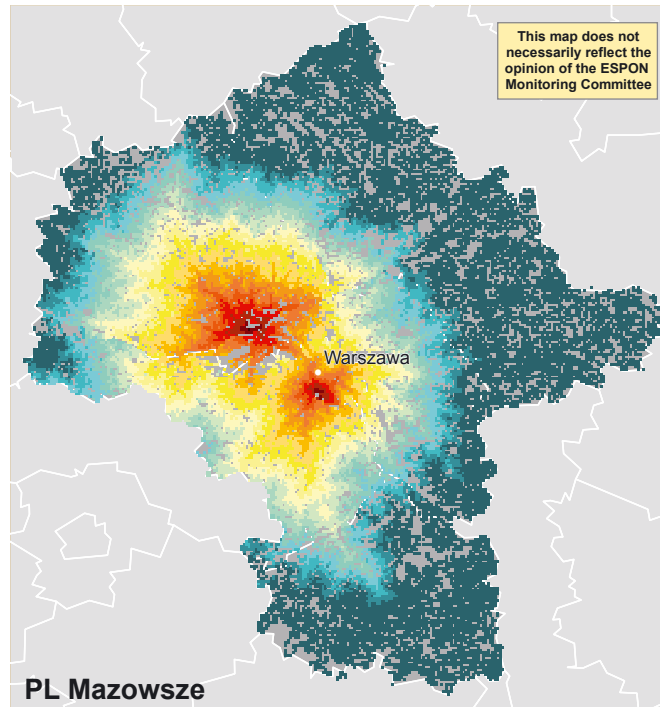 This map does not
necessarily reflect the
opinion of the ESPON
Monitoring Committee
Warszawa
PL Mazowsze